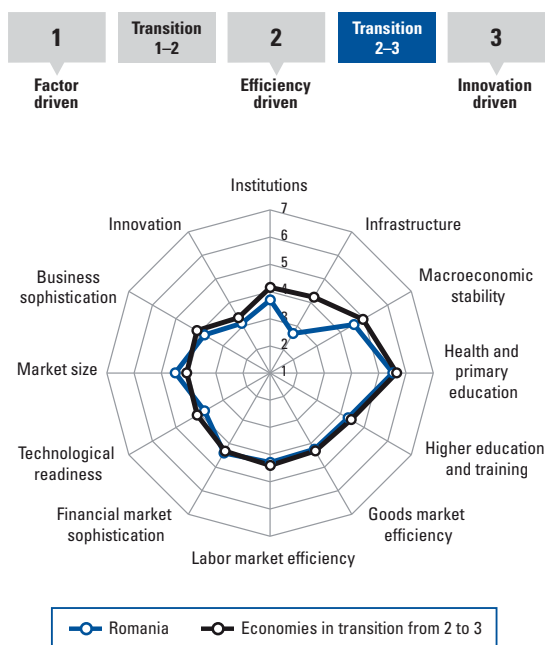 1
Transition
1–2
2
Transition
2–3
3
Factor
driven
Efficiency
driven
Innovation
driven
Institutions
7
Innovation
Infrastructure
6
5
Business
sophistication
Macroeconomic
stability
4
3
2
Market size
1
Health and
primary
education
Technological
readiness
Higher education
and training
Financial market
sophistication
Goods market
efficiency
Labor market efficiency
Romania
Economies in transition from 2 to 3